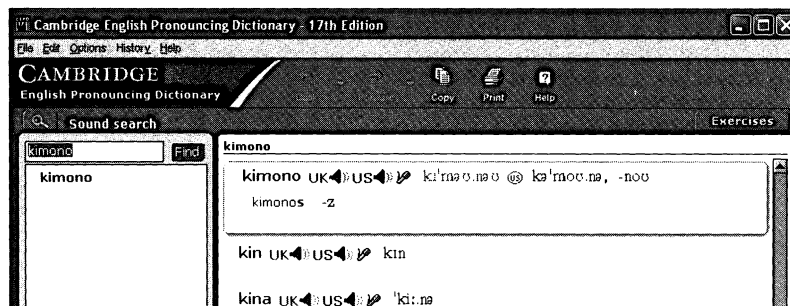 Cambridge English Pronouncing Dictionary - 17th Edition
File Edit Options History Help
CAMBRIDGE
English Pronouncing Dictionary
Copy Print Help
Sound search Exercises
kimono Find kimono
kimono kimono UK US kɪˈməʊ.nəʊ US kəˈmoʊ.nə, -noʊ
kimonos -z
kin UK US kɪn
kina UK US ˈkiː.nə